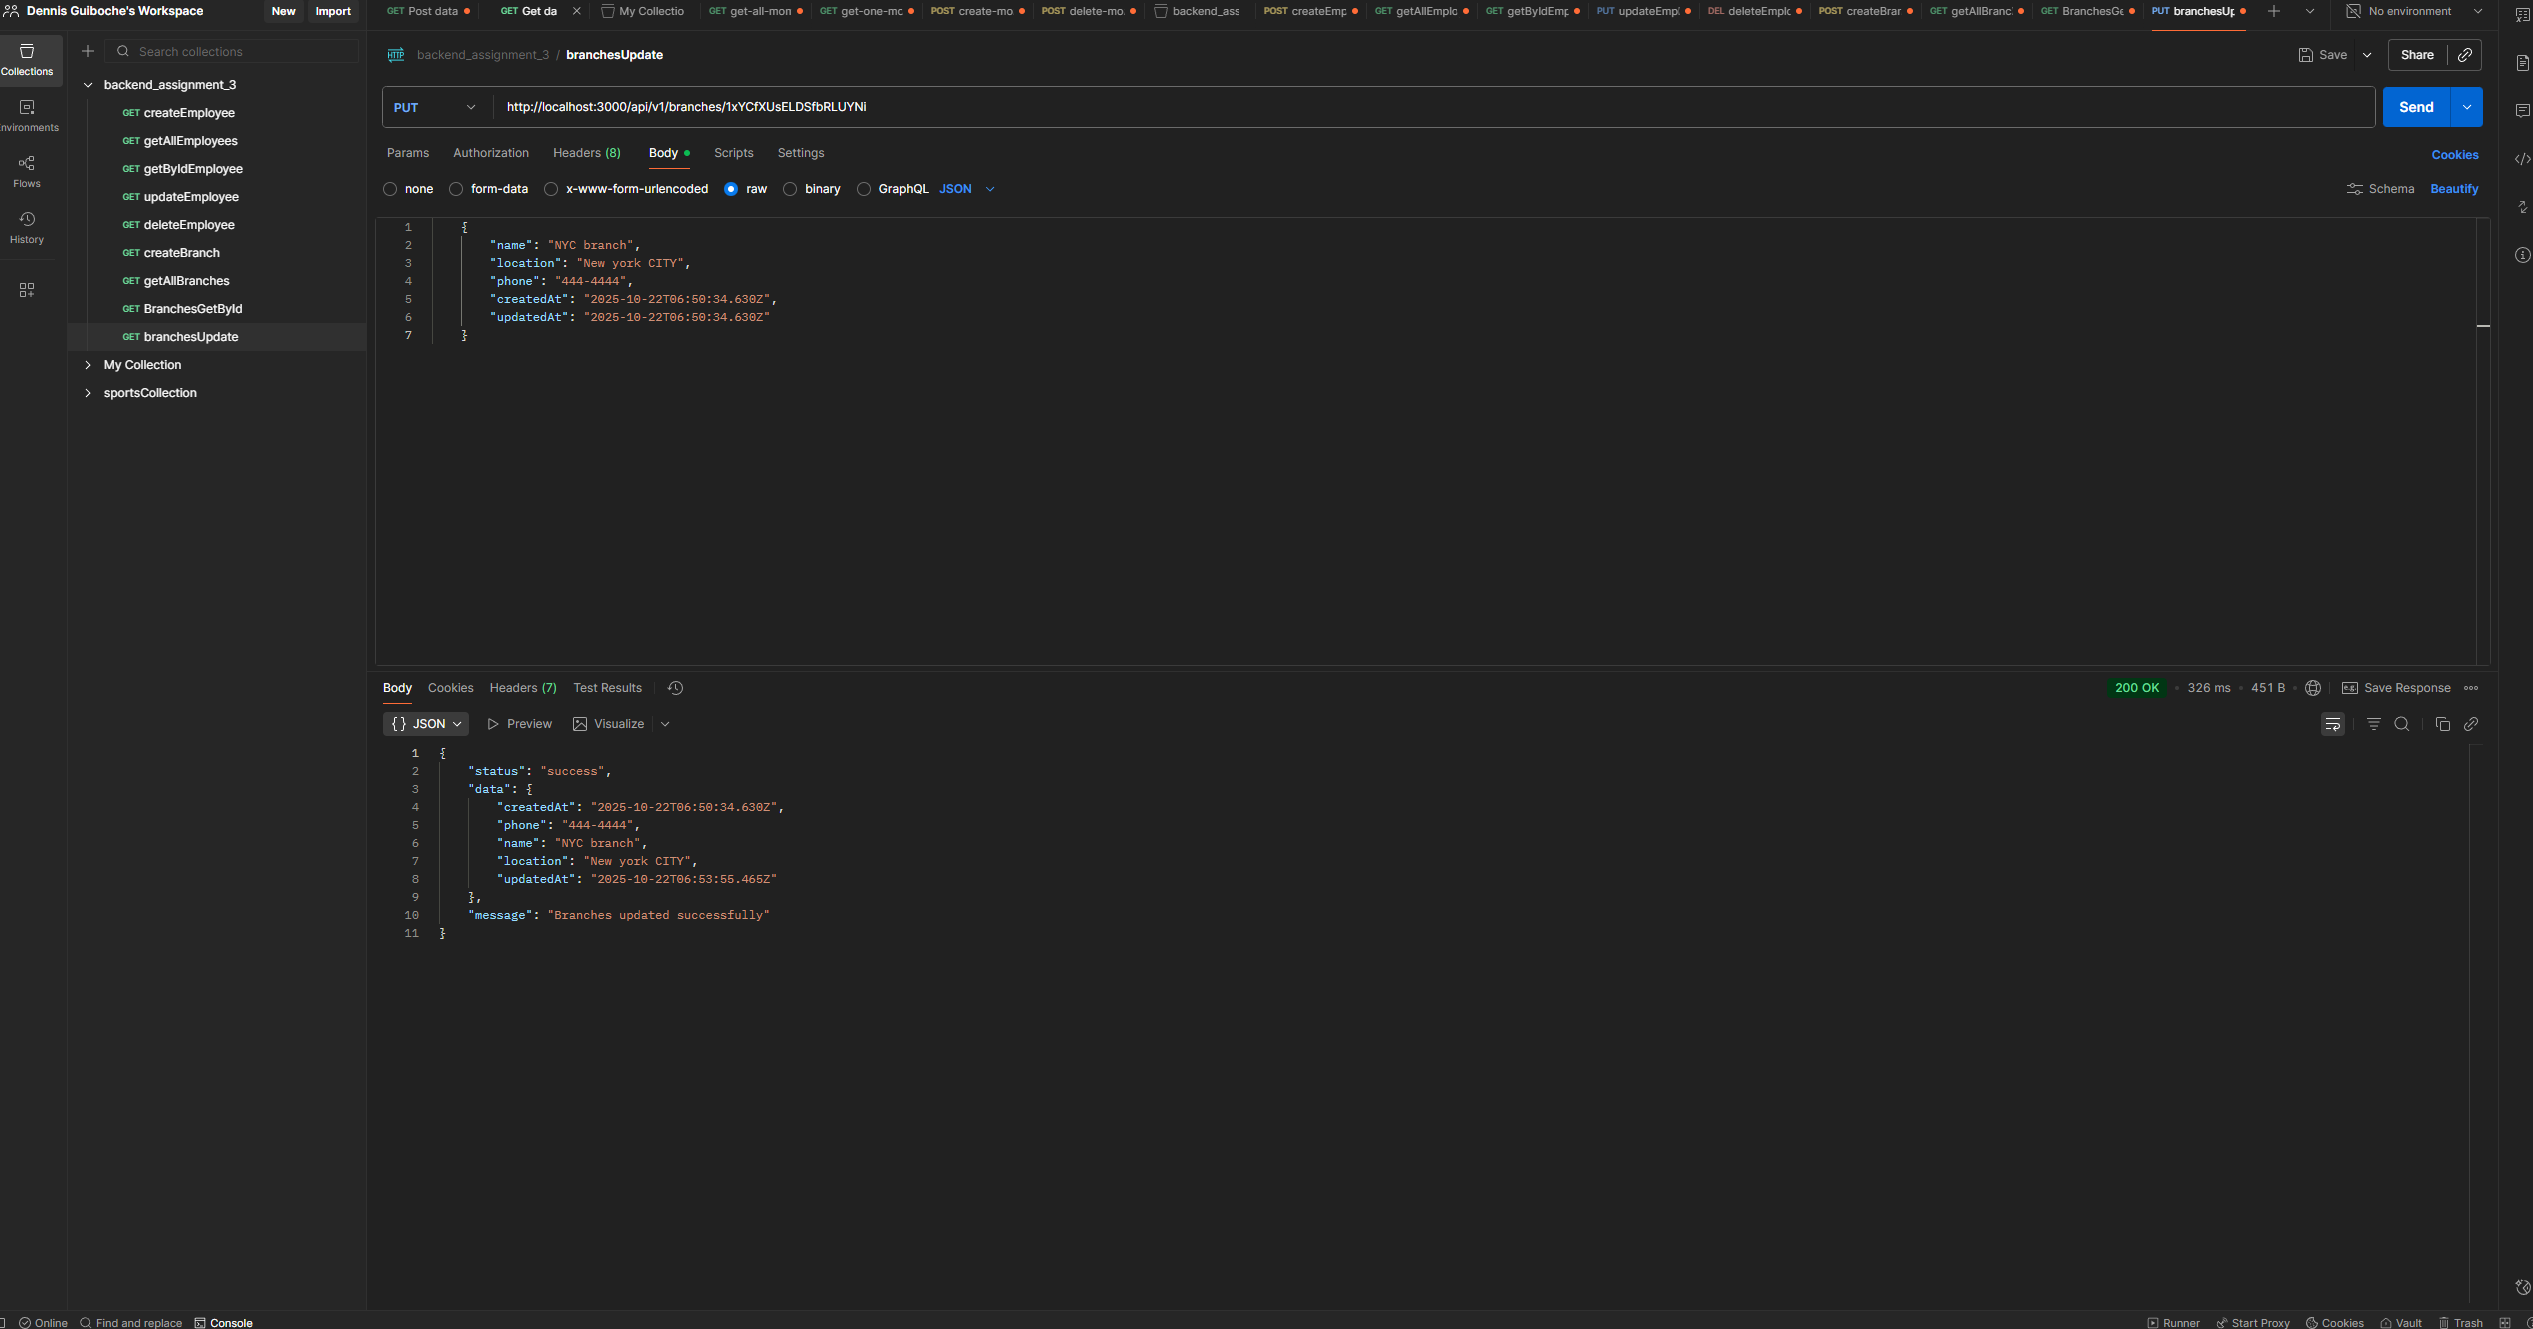 Dennis Guiboche's Workspace New Import GET Post data GET Get da My Collectio GET get-all-mon GET get-one-mo POST create-mo POST delete-mo backend_ass POST createEmp GET getAllEmplo GET getByIdEmp PUT updateEmpl DEL deleteEmplo POST createBran GET getAllBranc GET BranchesGe PUT branchesUp No environment
Collections
Search collections
backend_assignment_3 / branchesUpdate Save Share
backend_assignment_3
GET createEmployee
PUT http://localhost:3000/api/v1/branches/1xYCfXUsELDSfbRLUYNi Send
nvironments
GET getAllEmployees
Params Authorization Headers (8) Body Scripts Settings Cookies
GET getByIdEmployee
Flows
none form-data x-www-form-urlencoded raw binary GraphQL JSON Schema Beautify
GET updateEmployee
GET deleteEmployee
History
GET createBranch
GET getAllBranches
GET BranchesGetById
GET branchesUpdate
My Collection
sportsCollection
1 {
2 "name": "NYC branch",
3 "location": "New york CITY",
4 "phone": "444-4444",
5 "createdAt": "2025-10-22T06:50:34.630Z",
6 "updatedAt": "2025-10-22T06:50:34.630Z"
7 }
Body Cookies Headers (7) Test Results 200 OK 326 ms 451 B e.g. Save Response
{} JSON Preview Visualize
1 {
2 "status": "success",
3 "data": {
4 "createdAt": "2025-10-22T06:50:34.630Z",
5 "phone": "444-4444",
6 "name": "NYC branch",
7 "location": "New york CITY",
8 "updatedAt": "2025-10-22T06:53:55.465Z"
9 },
10 "message": "Branches updated successfully"
11 }
Online Find and replace Console Runner Start Proxy Cookies Vault Trash